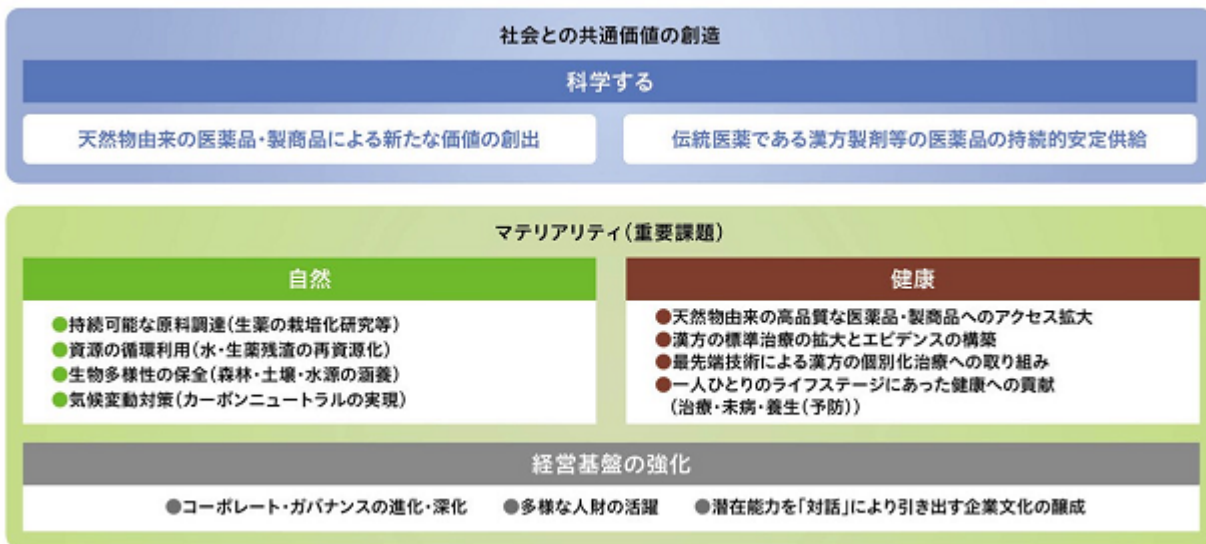 社会との共通価値の創造
科学する
天然物由来の医薬品・製商品による新たな価値の創出
伝統医薬である漢方製剤等の医薬品の持続的安定供給
マテリアリティ(重要課題)
自然
●持続可能な原料調達(生薬の栽培化研究等)
●資源の循環利用(水・生薬残渣の再資源化)
●生物多様性の保全(森林・土壌・水源の涵養)
●気候変動対策(カーボンニュートラルの実現)
健康
●天然物由来の高品質な医薬品・製商品へのアクセス拡大
●漢方の標準治療の拡大とエビデンスの構築
●最先端技術による漢方の個別化治療への取り組み
●一人ひとりのライフステージにあった健康への貢献
(治療・未病・養生(予防))
経営基盤の強化
●コーポレート・ガバナンスの進化・深化 ●多様な人財の活躍 ●潜在能力を「対話」により引き出す企業文化の醸成